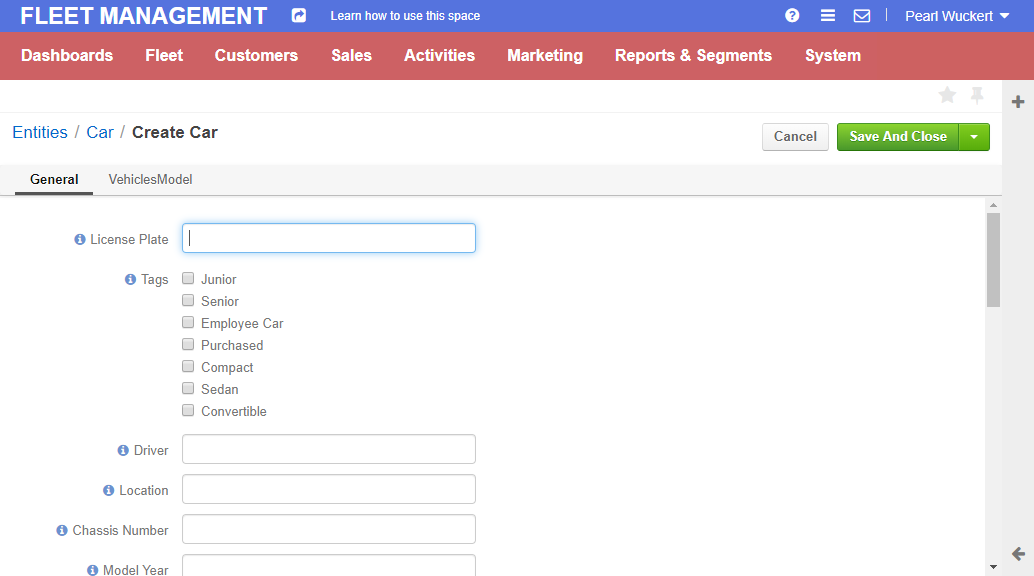 FLEET MANAGEMENT Learn how to use this space Pearl Wuckert
Dashboards Fleet Customers Sales Activities Marketing Reports & Segments System
Entities / Car / Create Car Cancel Save And Close
General VehiclesModel
License Plate
Tags Junior
Senior
Employee Car
Purchased
Compact
Sedan
Convertible
Driver
Location
Chassis Number
Model Year